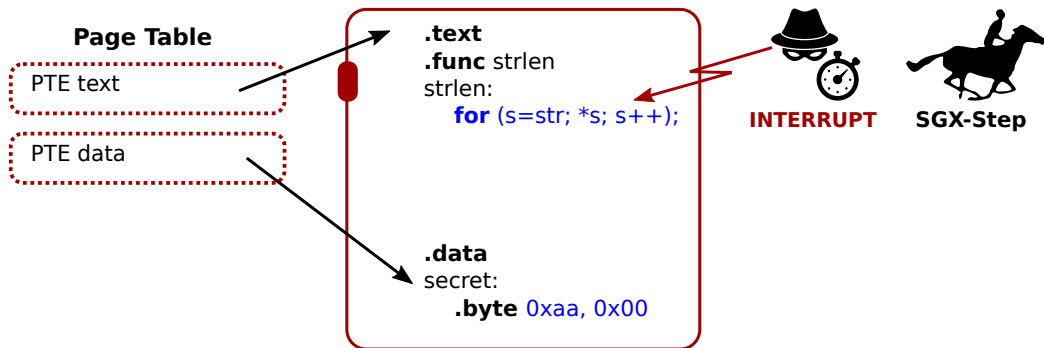 Page Table
PTE text
PTE data
.text
.func strlen
strlen:
for (s=str; *s; s++);
.data
secret:
.byte 0xaa, 0x00
INTERRUPT
SGX-Step